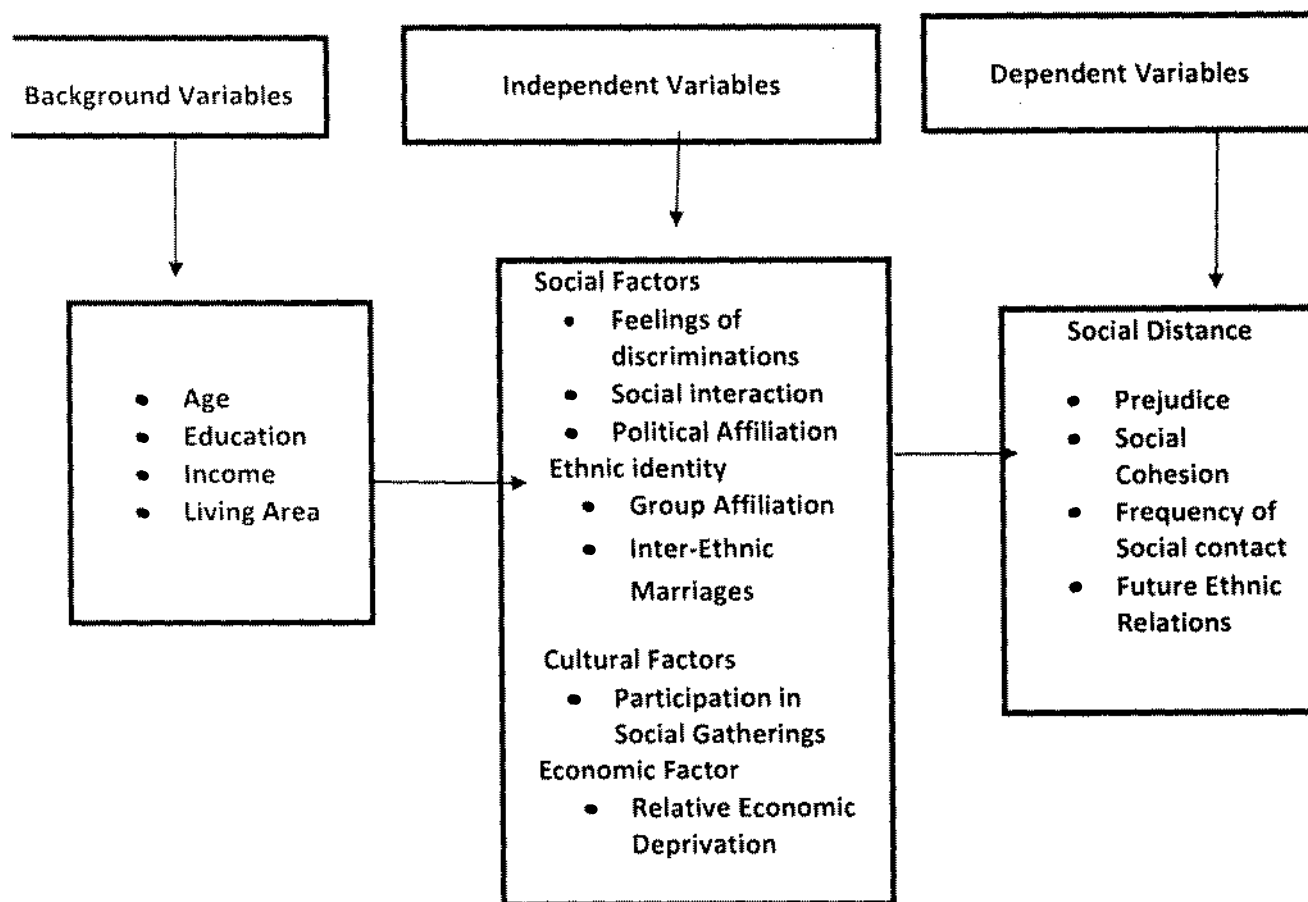 Background Variables
Independent Variables
Dependent Variables
• Age
• Education
• Income
• Living Area
Social Factors
• Feelings of
discriminations
• Social interaction
• Political Affiliation
Ethnic identity
• Group Affiliation
• Inter-Ethnic
Marriages
Cultural Factors
• Participation in
Social Gatherings
Economic Factor
• Relative Economic
Deprivation
Social Distance
• Prejudice
• Social
Cohesion
• Frequency of
Social contact
• Future Ethnic
Relations